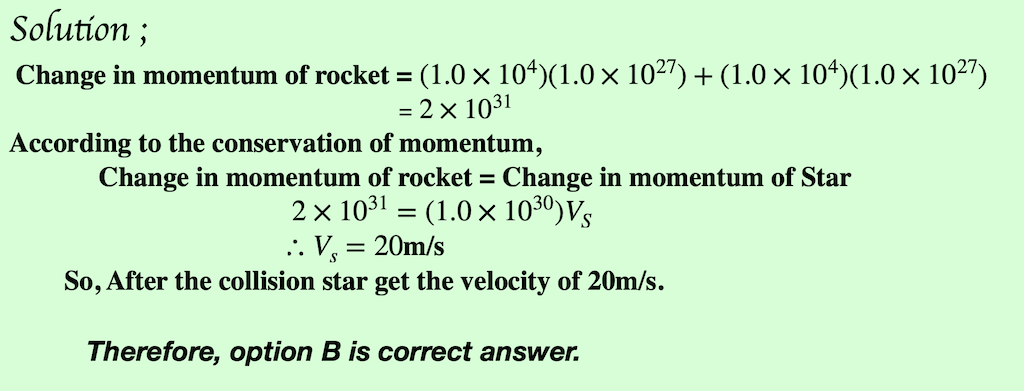 Solution ;
Change in momentum of rocket = (1.0 × 10⁴)(1.0 × 10²⁷) + (1.0 × 10⁴)(1.0 × 10²⁷)
= 2 × 10³¹
According to the conservation of momentum,
Change in momentum of rocket = Change in momentum of Star
2 × 10³¹ = (1.0 × 10³⁰)V_S
∴ V_s = 20m/s
So, After the collision star get the velocity of 20m/s.
Therefore, option B is correct answer.